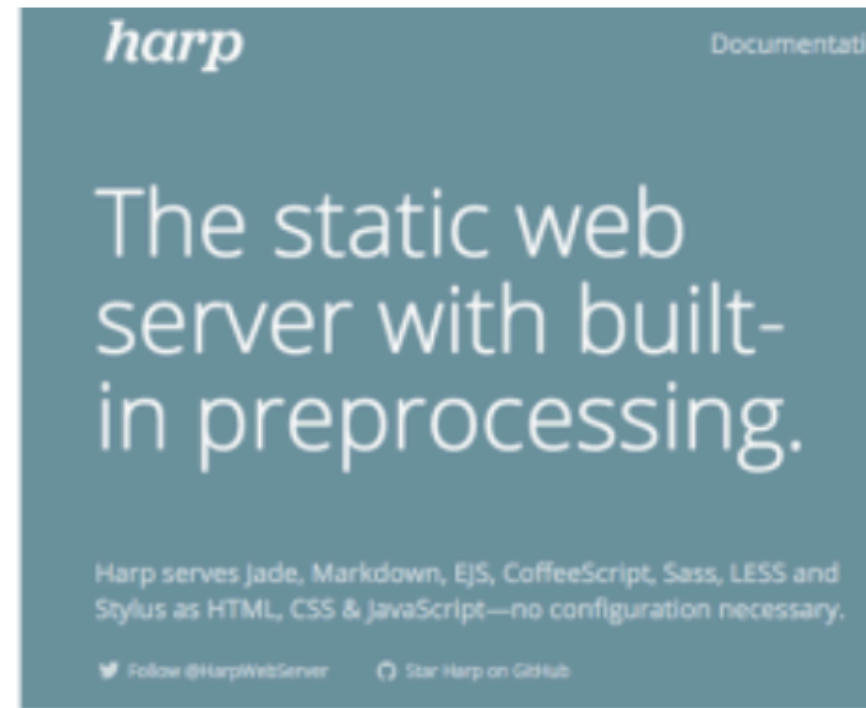 harp
Documentati
The static web
server with built-
in preprocessing.
Harp serves Jade, Markdown, EJS, CoffeeScript, Sass, LESS and
Stylus as HTML, CSS & JavaScript—no configuration necessary.
Follow @HarpWebServer Star Harp on GitHub